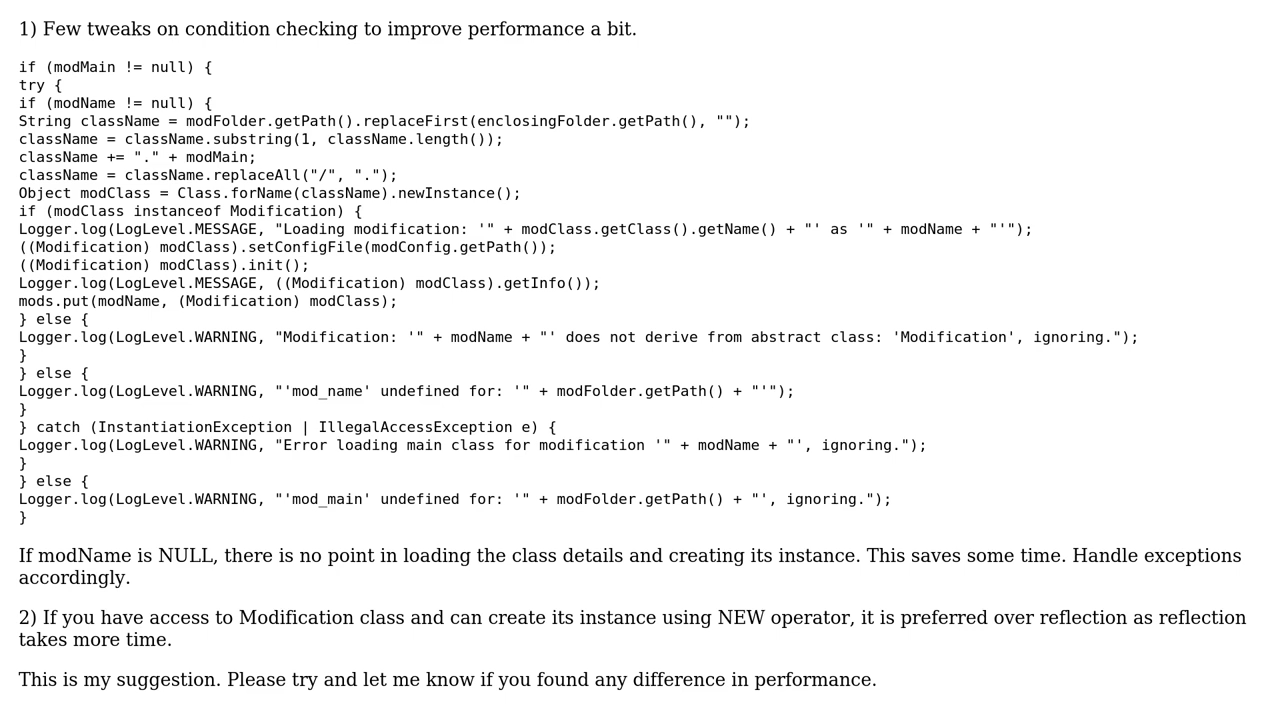 1) Few tweaks on condition checking to improve performance a bit.
if (modMain != null) {
try {
if (modName != null) {
String className = modFolder.getPath().replaceFirst(enclosingFolder.getPath(), "");
className = className.substring(1, className.length());
className += "." + modMain;
className = className.replaceAll("/", ".");
Object modClass = Class.forName(className).newInstance();
if (modClass instanceof Modification) {
Logger.log(LogLevel.MESSAGE, "Loading modification: '" + modClass.getClass().getName() + "' as '" + modName + "'");
((Modification) modClass).setConfigFile(modConfig.getPath());
((Modification) modClass).init();
Logger.log(LogLevel.MESSAGE, ((Modification) modClass).getInfo());
mods.put(modName, (Modification) modClass);
} else {
Logger.log(LogLevel.WARNING, "Modification: '" + modName + "' does not derive from abstract class: 'Modification', ignoring.");
}
} else {
Logger.log(LogLevel.WARNING, "'mod_name' undefined for: '" + modFolder.getPath() + "'");
}
} catch (InstantiationException | IllegalAccessException e) {
Logger.log(LogLevel.WARNING, "Error loading main class for modification '" + modName + "', ignoring.");
}
} else {
Logger.log(LogLevel.WARNING, "'mod_main' undefined for: '" + modFolder.getPath() + "', ignoring.");
}
If modName is NULL, there is no point in loading the class details and creating its instance. This saves some time. Handle exceptions
accordingly.
2) If you have access to Modification class and can create its instance using NEW operator, it is preferred over reflection as reflection
takes more time.
This is my suggestion. Please try and let me know if you found any difference in performance.